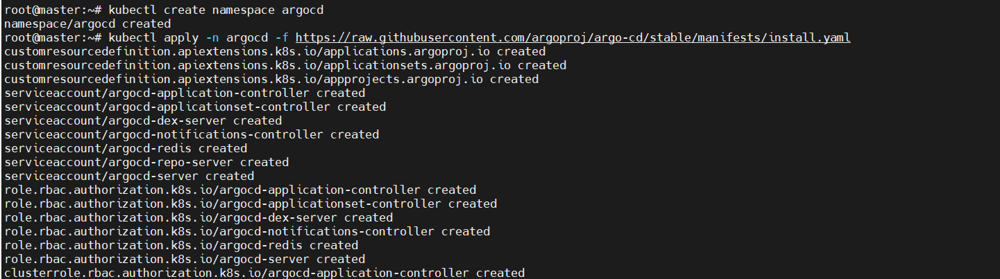 root@master:~# kubectl create namespace argocd
namespace/argocd created
root@master:~# kubectl apply -n argocd -f https://raw.githubusercontent.com/argoproj/argo-cd/stable/manifests/install.yaml
customresourcedefinition.apiextensions.k8s.io/applications.argoproj.io created
customresourcedefinition.apiextensions.k8s.io/applicationsets.argoproj.io created
customresourcedefinition.apiextensions.k8s.io/appprojects.argoproj.io created
serviceaccount/argocd-application-controller created
serviceaccount/argocd-applicationset-controller created
serviceaccount/argocd-dex-server created
serviceaccount/argocd-notifications-controller created
serviceaccount/argocd-redis created
serviceaccount/argocd-repo-server created
serviceaccount/argocd-server created
role.rbac.authorization.k8s.io/argocd-application-controller created
role.rbac.authorization.k8s.io/argocd-applicationset-controller created
role.rbac.authorization.k8s.io/argocd-dex-server created
role.rbac.authorization.k8s.io/argocd-notifications-controller created
role.rbac.authorization.k8s.io/argocd-redis created
role.rbac.authorization.k8s.io/argocd-server created
clusterrole.rbac.authorization.k8s.io/argocd-application-controller created